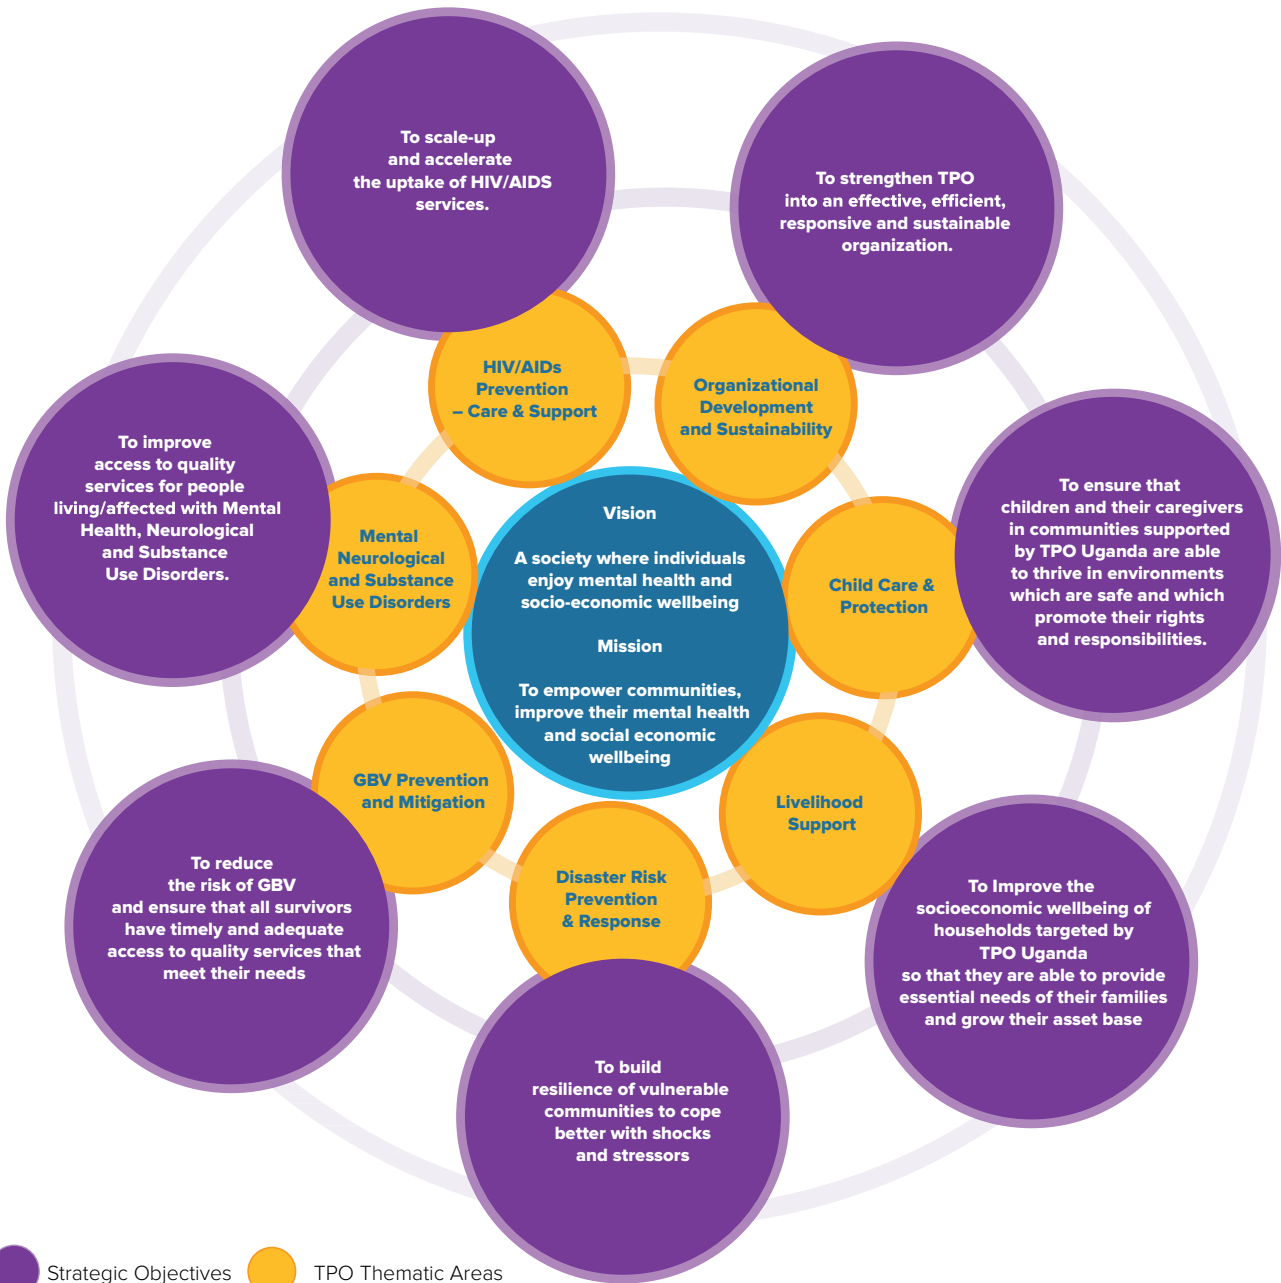 To scale-up
and accelerate
the uptake of HIV/AIDS
services.
To strengthen TPO
into an effective, efficient,
responsive and sustainable
organization.
HIV/AIDs
Prevention
– Care & Support
Organizational
Development
and Sustainability
To improve
access to quality
services for people
living/affected with Mental
Health, Neurological
and Substance
Use Disorders.
Mental
Neurological
and Substance
Use Disorders
Vision
A society where individuals
enjoy mental health and
socio-economic wellbeing
Mission
To empower communities,
improve their mental health
and social economic
wellbeing
Child Care &
Protection
To ensure that
children and their caregivers
in communities supported
by TPO Uganda are able
to thrive in environments
which are safe and which
promote their rights
and responsibilities.
GBV Prevention
and Mitigation
Livelihood
Support
To reduce
the risk of GBV
and ensure that all survivors
have timely and adequate
access to quality services that
meet their needs
Disaster Risk
Prevention
& Response
To Improve the
socioeconomic wellbeing of
households targeted by
TPO Uganda
so that they are able to provide
essential needs of their families
and grow their asset base
To build
resilience of vulnerable
communities to cope
better with shocks
and stressors
Strategic Objectives
TPO Thematic Areas